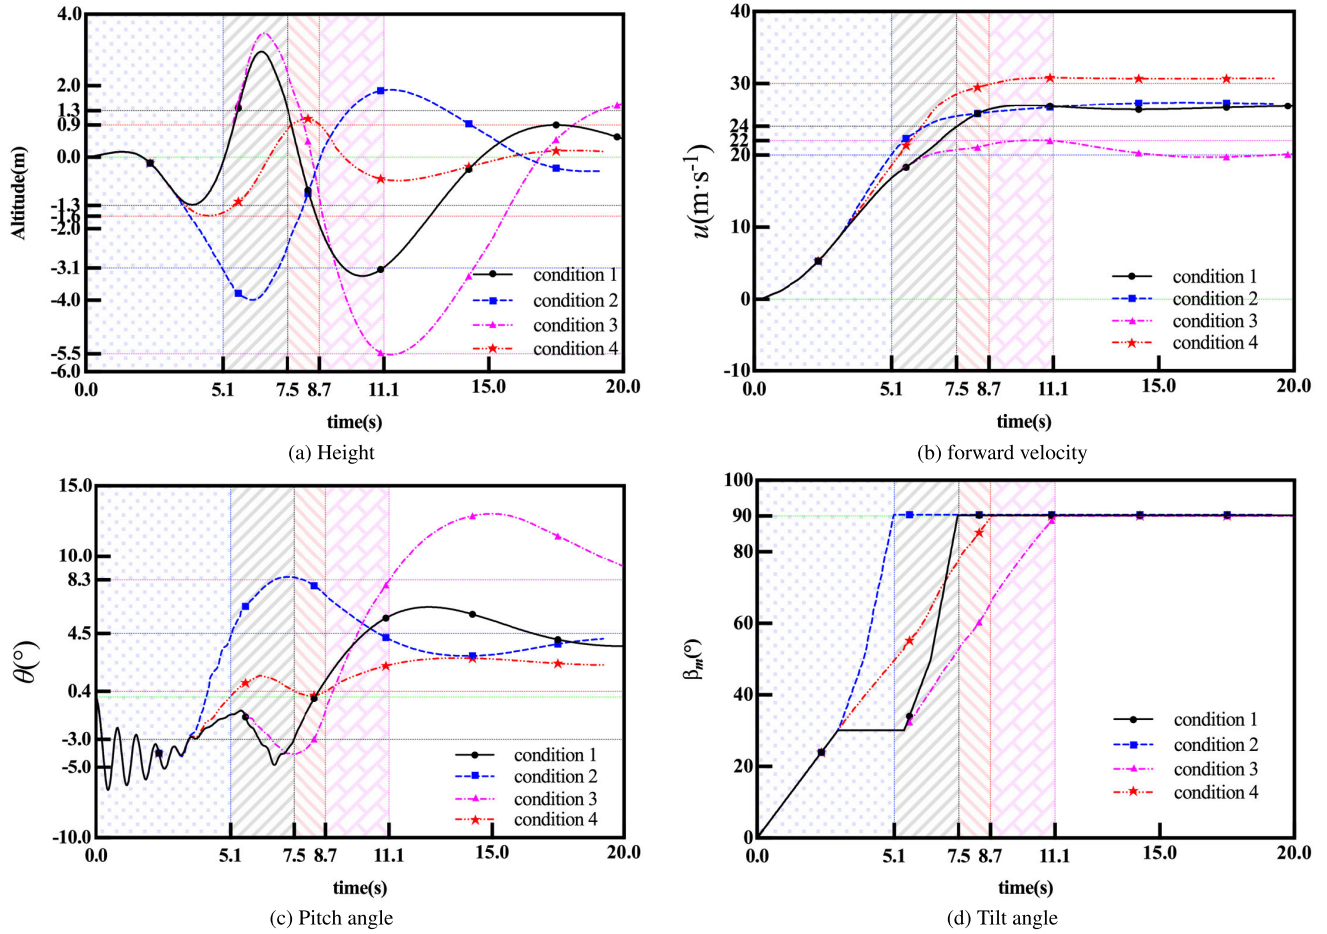 4.0
2.0
1.3
0.9
0.0
-1.3
-1.6
-2.0
-3.1
-4.0
-5.5
-6.0
Altitude(m)
condition 1
condition 2
condition 3
condition 4
0.0 5.1 7.5 8.7 11.1 15.0 20.0
time(s)
(a) Height
40
30
24
22
20
10
0
-10
u(m·s⁻¹)
condition 1
condition 2
condition 3
condition 4
0.0 5.1 7.5 8.7 11.1 15.0 20.0
time(s)
(b) forward velocity
15.0
10.0
8.3
4.5
0.4
-3.0
-5.0
-10.0
θ(°)
condition 1
condition 2
condition 3
condition 4
0.0 5.1 7.5 8.7 11.1 15.0 20.0
time(s)
(c) Pitch angle
100
90
80
60
40
20
0
βm(°)
condition 1
condition 2
condition 3
condition 4
0.0 5.1 7.5 8.7 11.1 15.0 20.0
time(s)
(d) Tilt angle